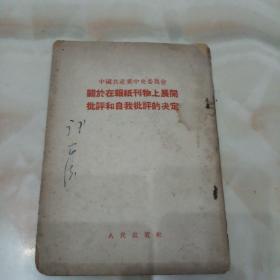 中國共產黨中央委員會
關於在報紙刊物上展開
批評和自我批評的决定
人民出版社